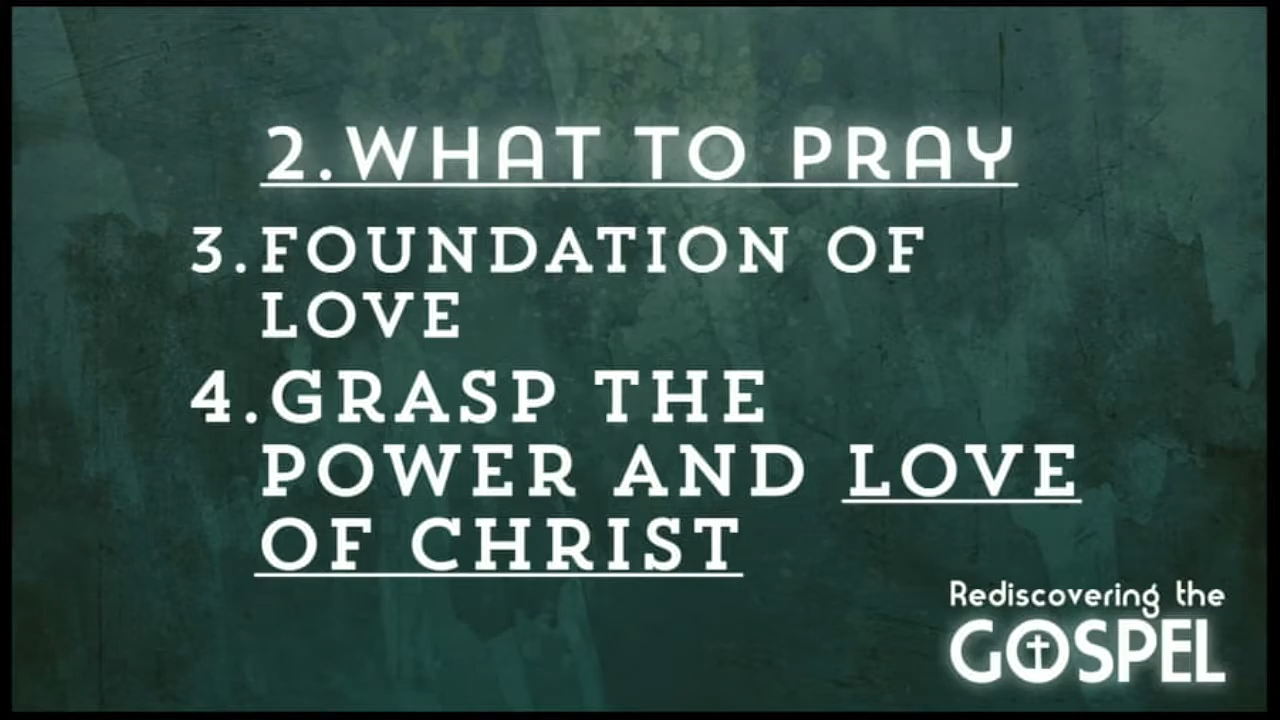 2.WHAT TO PRAY
3.FOUNDATION OF
LOVE
4.GRASP THE
POWER AND LOVE
OF CHRIST
Rediscovering the
GOSPEL